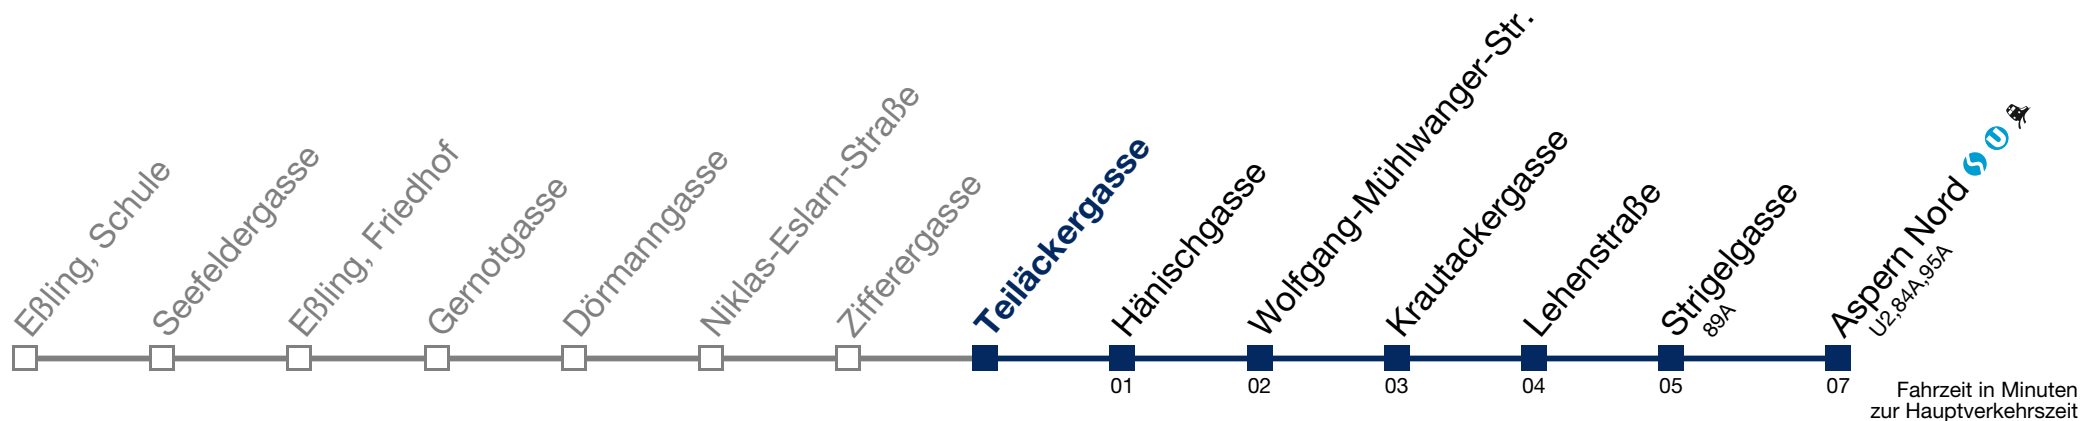 Eßling, Schule
Seefeldergasse
Eßling, Friedhof
Gernotgasse
Dörmanngasse
Niklas-Eslarn-Straße
Zifferergasse
Teiläckergasse
Hänischgasse
Wolfgang-Mühlwanger-Str.
Krautackergasse
Lehenstraße
Strigelgasse
89A
Aspern Nord S U
U2,84A,95A
01 02 03 04 05 07
Fahrzeit in Minuten
zur Hauptverkehrszeit